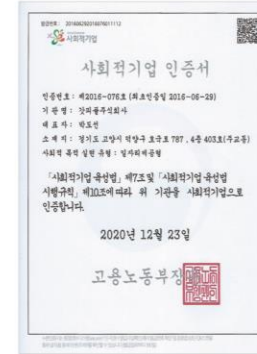 사회적기업
사회적기업 인증서
인증번호 : 제2016-076호 (최초인증일 2016-06-29)
기 관 명 : 갓피플주식회사
대 표 자 : 박도선
소 재 지 : 경기도 고양시 덕양구 호국로 787 , 4층 403호(주교동)
사회적 목적 실현 유형 : 일자리제공형
「사회적기업 육성법」 제7조 및 「사회적기업 육성법
시행규칙」 제10조에 따라 위 기관을 사회적기업으로
인증합니다.
2020년 12월 23일
고용노동부장